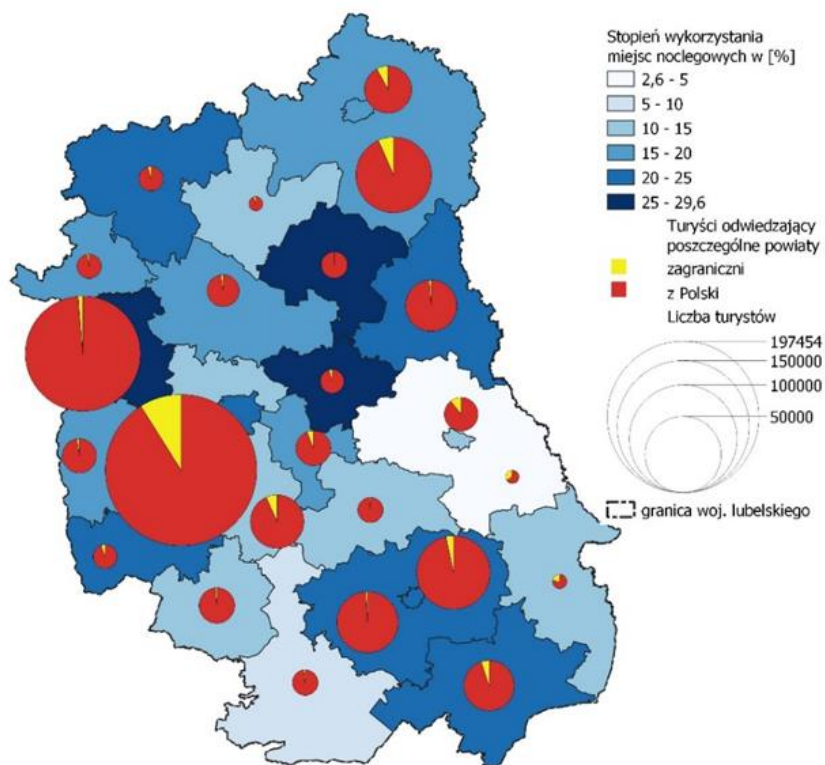 Stopień wykorzystania
miejsc noclegowych w [%]
2,6 - 5
5 - 10
10 - 15
15 - 20
20 - 25
25 - 29,6
Turyści odwiedzający
poszczególne powiaty
zagraniczni
z Polski
Liczba turystów
197454
150000
100000
50000
granica woj. lubelskiego